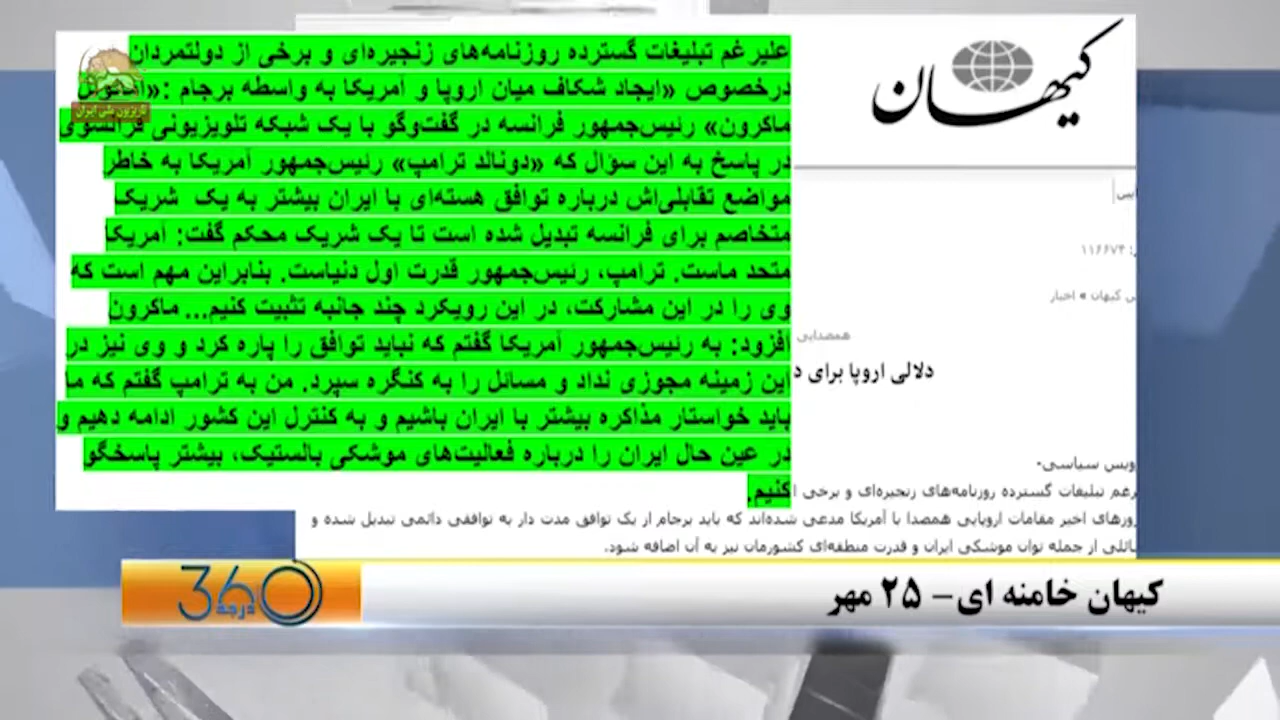 علیرغم تبلیغات گسترده روزنامه‌های زنجیره‌ای و برخی از دولتمردان
درخصوص «ایجاد شکاف میان اروپا و آمریکا به واسطه برجام :«
ماکرون» رئیس‌جمهور فرانسه در گفت‌وگو با یک شبکه تلویزیونی فرانسوی
در پاسخ به این سؤال که «دونالد ترامپ» رئیس‌جمهور آمریکا به خاطر
مواضع تقابلی‌اش درباره توافق هسته‌ای با ایران بیشتر به یک شریک
متخاصم برای فرانسه تبدیل شده است تا یک شریک محکم گفت: آمریکا
متحد ماست. ترامپ، رئیس‌جمهور قدرت اول دنیاست. بنابراین مهم است که
وی را در این مشارکت، در این رویکرد چند جانبه تثبیت کنیم... ماکرون
افزود: به رئیس‌جمهور آمریکا گفتم که نباید توافق را پاره کرد و وی نیز در
این زمینه مجوزی نداد و مسائل را به کنگره سپرد. من به ترامپ گفتم که ما
باید خواستار مذاکره بیشتر با ایران باشیم و به کنترل این کشور ادامه دهیم و
در عین حال ایران را درباره فعالیت‌های موشکی بالستیک، بیشتر پاسخگو
کنیم.
تلویزیون ملی ایران
کیهان
۱۱۶۶۷۴
کیهان » اخبار
همصدایی
دلالی اروپا برای
سیاسی-
تبلیغات گسترده روزنامه‌های زنجیره‌ای و برخی
روزهای اخیر مقامات اروپایی همصدا با آمریکا مدعی شده‌اند که باید برجام از یک توافق مدت دار به توافقی دائمی تبدیل شده و
از جمله توان موشکی ایران و قدرت منطقه‌ای کشورمان نیز به آن اضافه شود.
کیهان خامنه ای– ۲۵ مهر
360 درجه